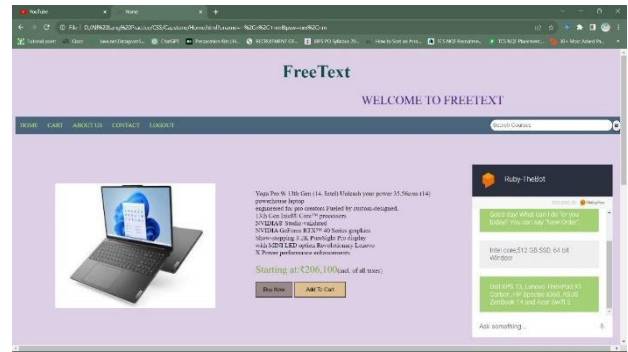 YouTube
Home
File
ChatGPT
FreeText
WELCOME TO FREETEXT
HOME CART ABOUT US CONTACT LOGOUT
Search Courses
Yoga Pro 9i 13th Gen (14, Intel) Unleash your power 35.56cms (14)
powerhouse laptop
engineered for pro creators Fueled by custom-designed,
13th Gen Intel® Core™ processors
NVIDIA® Studio-validated
NVIDIA GeForce RTX™ 40 Series graphics
Show-stopping 3.2K PureSight Pro display
with MINI LED option Revolutionary Lenovo
X Power performance enhancements
Starting at:₹206,100(incl. of all taxes)
Buy Now Add To Cart
Ruby-TheBot
Good day! What can I do for you
today? You can say "New Order".
Intel core,512 GB SSD, 64 bit
Windoer
Dell XPS 13, Lenovo ThinkPad X1
Carbon, HP Spectre x360, ASUS
ZenBook 14 and Acer Swift 5
Ask something...